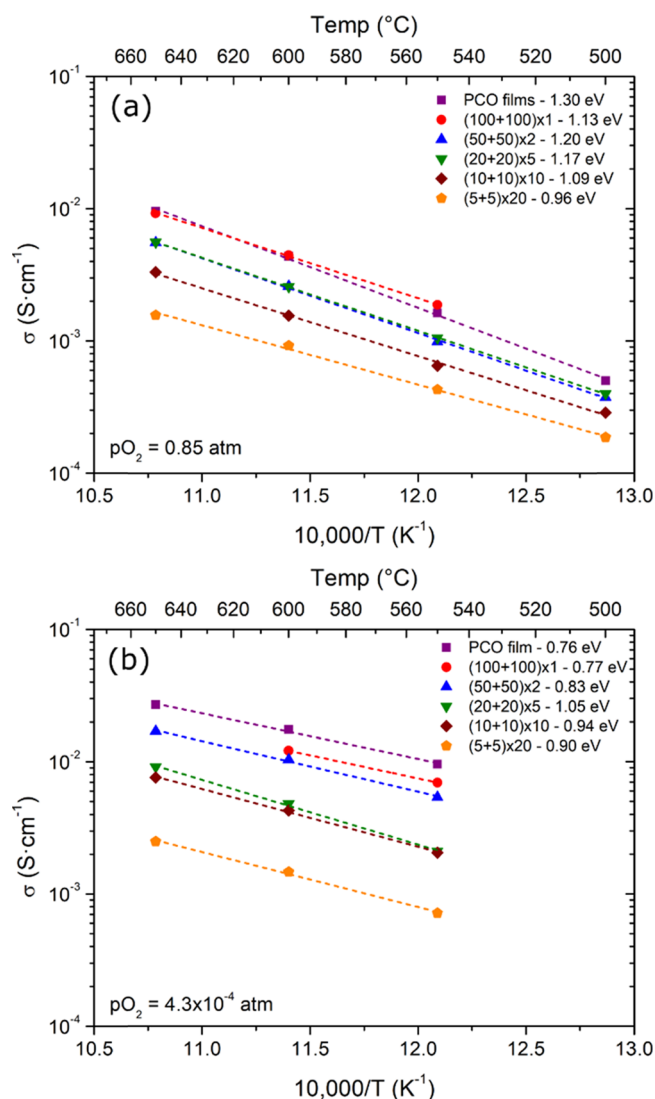 Temp (°C)
660 640 620 600 580 560 540 520 500
10⁻¹
(a)
PCO films - 1.30 eV
(100+100)x1 - 1.13 eV
(50+50)x2 - 1.20 eV
(20+20)x5 - 1.17 eV
(10+10)x10 - 1.09 eV
(5+5)x20 - 0.96 eV
10⁻²
σ (S·cm⁻¹)
10⁻³
pO₂ = 0.85 atm
10⁻⁴
10.5 11.0 11.5 12.0 12.5 13.0
10,000/T (K⁻¹)
Temp (°C)
660 640 620 600 580 560 540 520 500
10⁻¹
(b)
PCO film - 0.76 eV
(100+100)x1 - 0.77 eV
(50+50)x2 - 0.83 eV
(20+20)x5 - 1.05 eV
(10+10)x10 - 0.94 eV
(5+5)x20 - 0.90 eV
10⁻²
σ (S·cm⁻¹)
10⁻³
pO₂ = 4.3x10⁻⁴ atm
10⁻⁴
10.5 11.0 11.5 12.0 12.5 13.0
10,000/T (K⁻¹)